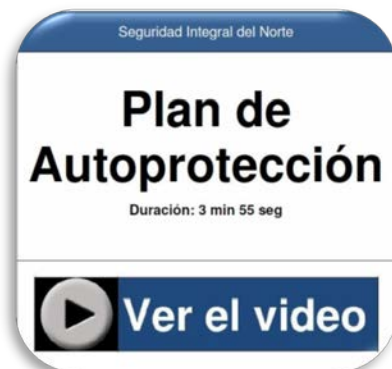 Seguridad Integral del Norte
Plan de
Autoprotección
Duración: 3 min 55 seg
Ver el video